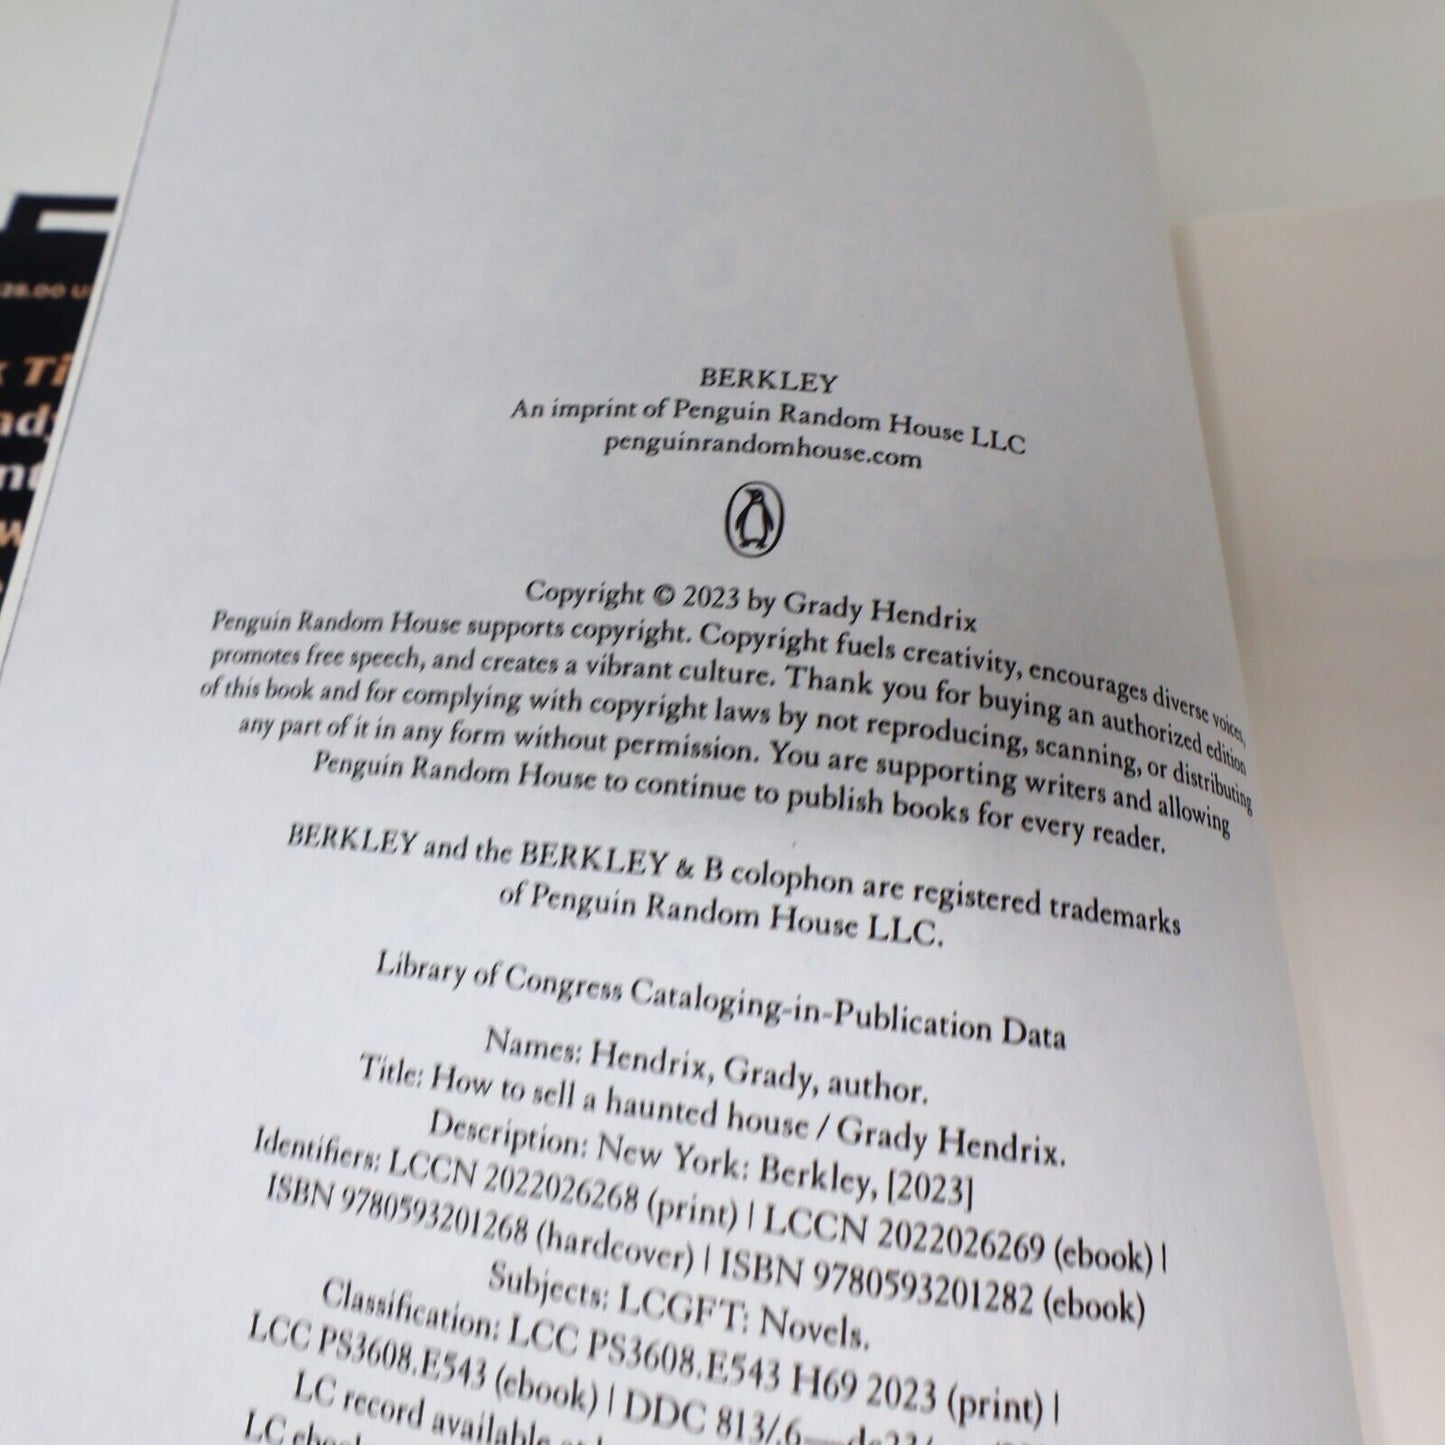 BERKLEY
An imprint of Penguin Random House LLC
penguinrandomhouse.com
Copyright © 2023 by Grady Hendrix
Penguin Random House supports copyright. Copyright fuels creativity, encourages diverse voices,
promotes free speech, and creates a vibrant culture. Thank you for buying an authorized edition
of this book and for complying with copyright laws by not reproducing, scanning, or distributing
any part of it in any form without permission. You are supporting writers and allowing
Penguin Random House to continue to publish books for every reader.
BERKLEY and the BERKLEY & B colophon are registered trademarks
of Penguin Random House LLC.
Library of Congress Cataloging-in-Publication Data
Names: Hendrix, Grady, author.
Title: How to sell a haunted house / Grady Hendrix.
Description: New York: Berkley, [2023]
Identifiers: LCCN 2022026268 (print) | LCCN 2022026269 (ebook) |
ISBN 9780593201268 (hardcover) | ISBN 9780593201282 (ebook)
Subjects: LCGFT: Novels.
Classification: LCC PS3608.E543 H69 2023 (print) |
LCC PS3608.E543 (ebook) | DDC 813/.6
LC record available
LC